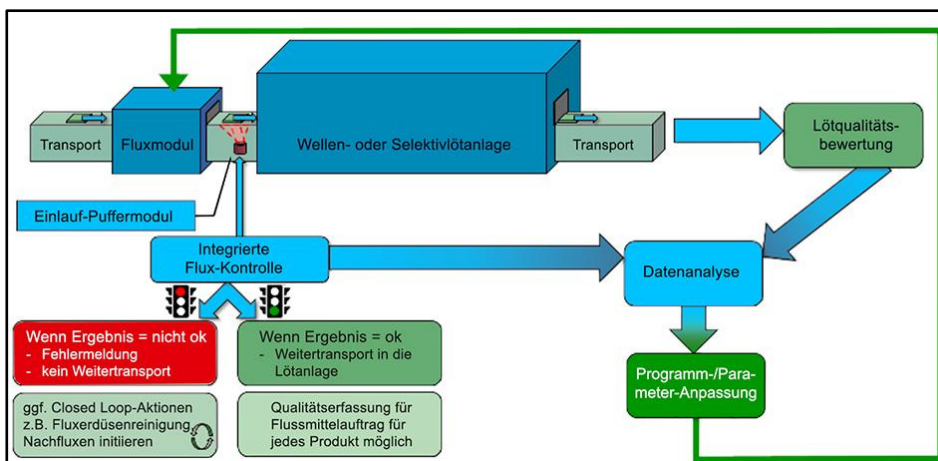 Transport
Fluxmodul
Wellen- oder Selektivlötanlage
Transport
Lötqualitäts-
bewertung
Einlauf-Puffermodul
Integrierte
Flux-Kontrolle
Datenanalyse
Wenn Ergebnis = nicht ok
- Fehlermeldung
- kein Weitertransport
Wenn Ergebnis = ok
- Weitertransport in die
Lötanlage
Programm-/Para-
meter-Anpassung
ggf. Closed Loop-Aktionen
z.B. Fluxerdüsenreinigung
Nachfluxen initiieren
Qualitätserfassung für
Flussmittelauftrag für
jedes Produkt möglich